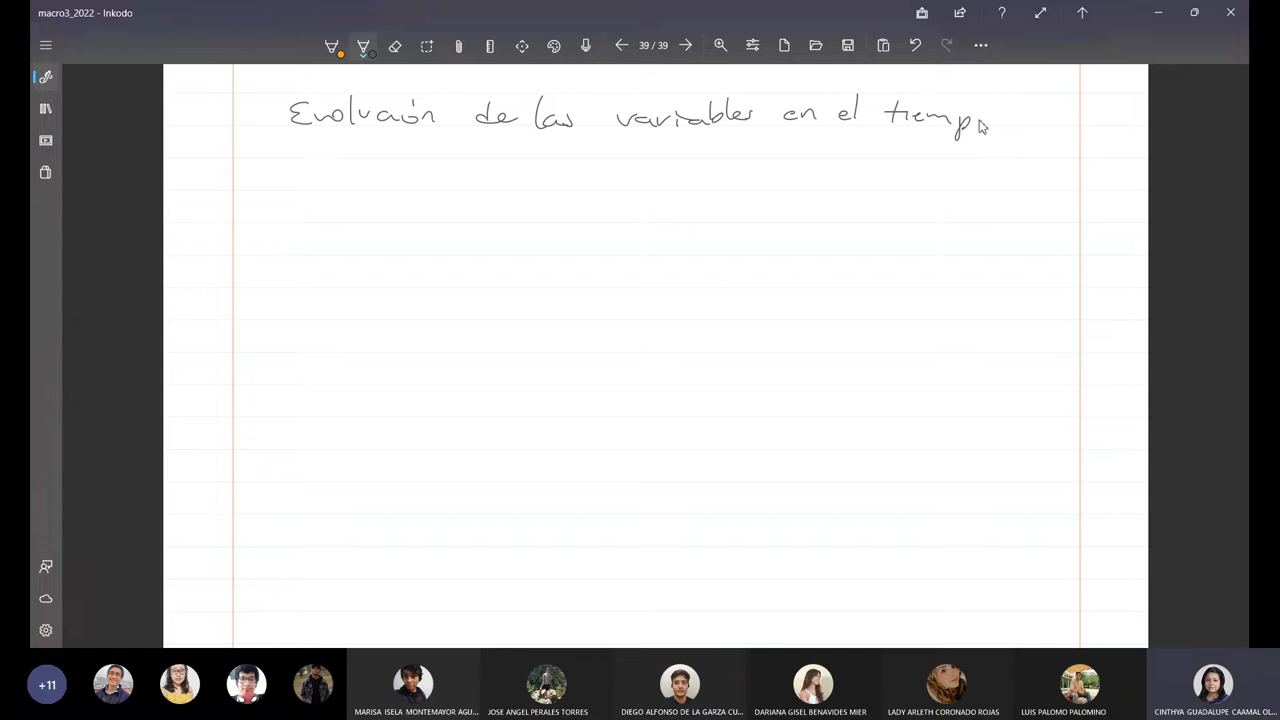 macro3_2022 - Inkodo
39 / 39
Evolución de las variables en el tiemp
+11
MARISA ISELA MONTEMAYOR AGU...
JOSE ANGEL PERALES TORRES
DIEGO ALFONSO DE LA GARZA CU...
DARIANA GISEL BENAVIDES MIER
LADY ARLETH CORONADO ROJAS
LUIS PALOMO PALOMINO
CINTHYA GUADALUPE CAAMAL OL...